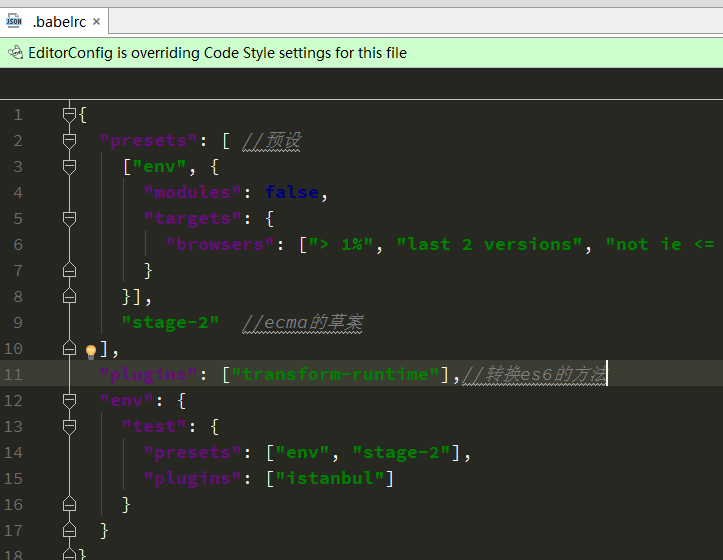 JSON .babelrc ×
EditorConfig is overriding Code Style settings for this file
1 {
2 "presets": [ //预设
3 ["env", {
4 "modules": false,
5 "targets": {
6 "browsers": ["> 1%", "last 2 versions", "not ie <=
7 }
8 }],
9 "stage-2" //ecma的草案
10 ],
11 "plugins": ["transform-runtime"],//转换es6的方法
12 "env": {
13 "test": {
14 "presets": ["env", "stage-2"],
15 "plugins": ["istanbul"]
16 }
17 }
18 }